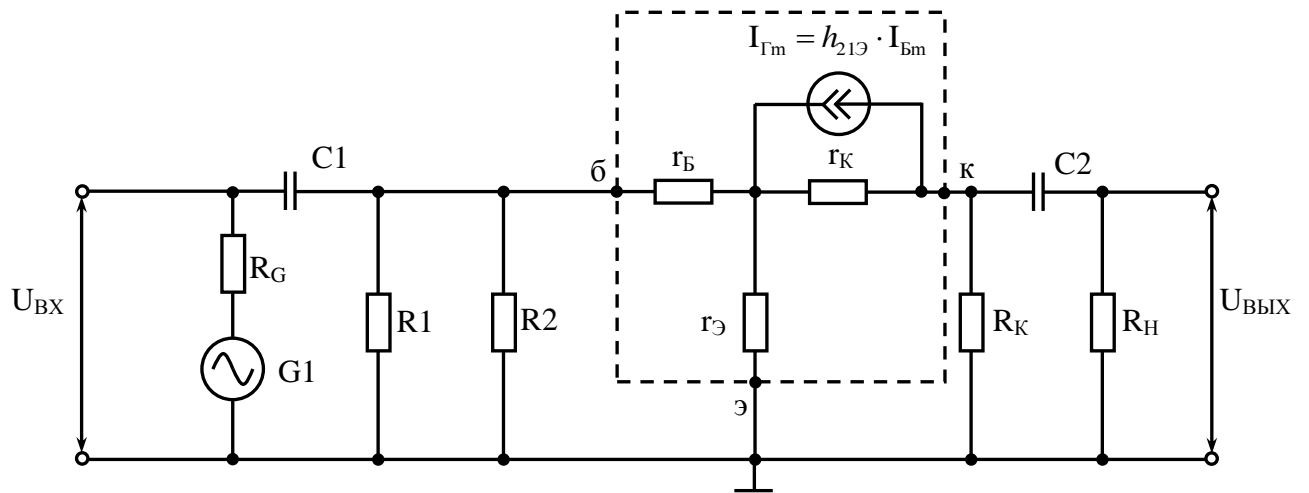 I_Гm = h_21Э · I_Бm
C1
б
r_Б
r_К
к
C2
U_ВХ
R_G
G1
R1
R2
r_Э
э
R_К
R_Н
U_ВЫХ